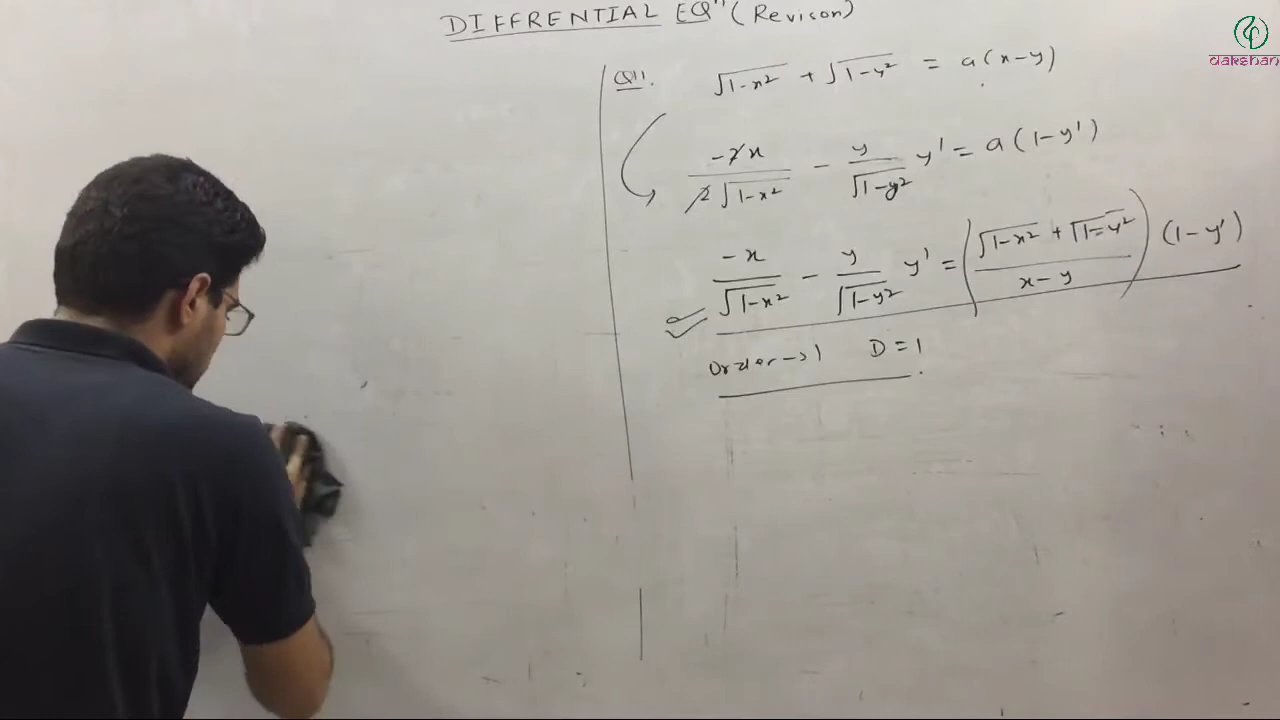 DIFFRENTIAL EQⁿ (Revison)
dakshan
Q11. √1-x² + √1-y² = a(x-y)
-2x / 2√1-x² - y / √1-y² y' = a(1-y')
-x / √1-x² - y / √1-y² y' = (√1-x² + √1-y² / x-y) (1-y')
Order → 1 D = 1